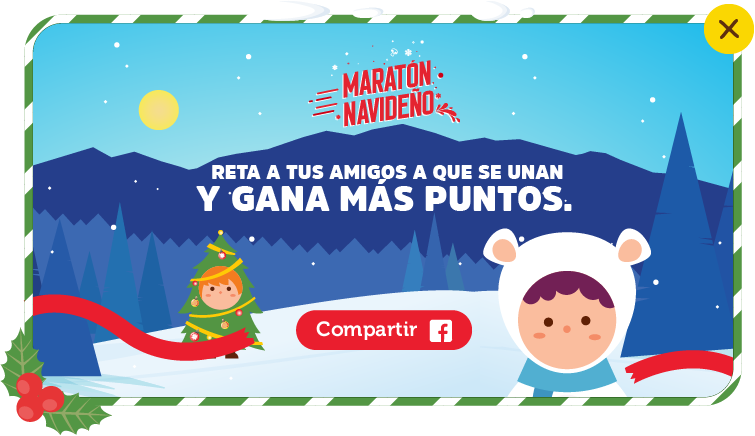 MARATÓN
NAVIDEÑO
RETA A TUS AMIGOS A QUE SE UNAN
Y GANA MÁS PUNTOS.
Compartir